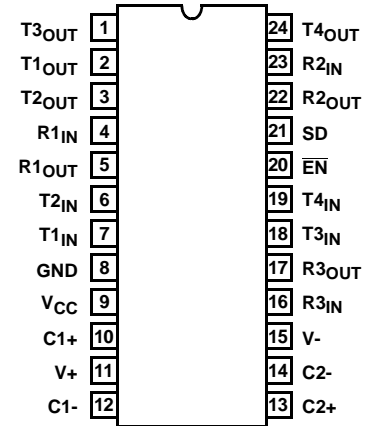 T3OUT 1 24 T4OUT
T1OUT 2 23 R2IN
T2OUT 3 22 R2OUT
R1IN 4 21 SD
R1OUT 5 20 EN
T2IN 6 19 T4IN
T1IN 7 18 T3IN
GND 8 17 R3OUT
VCC 9 16 R3IN
C1+ 10 15 V-
V+ 11 14 C2-
C1- 12 13 C2+